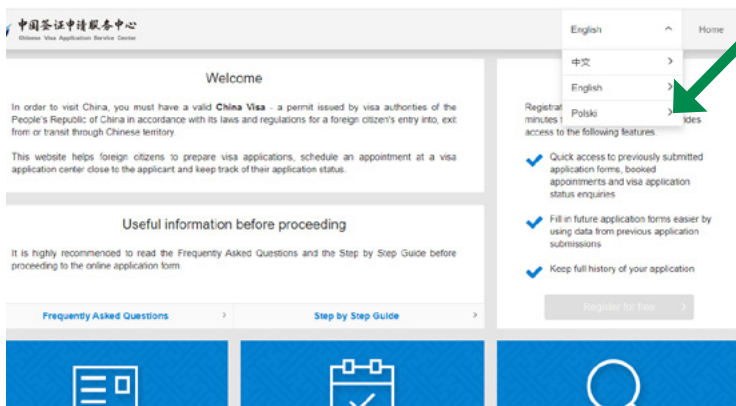 中国签证申请服务中心
Chinese Visa Application Service Center
English
Home
中文
English
Polski
Welcome
In order to visit China, you must have a valid China Visa - a permit issued by visa authorities of the
People's Republic of China in accordance with its laws and regulations for a foreign citizen's entry into, exit
from or transit through Chinese territory.
This website helps foreign citizens to prepare visa applications, schedule an appointment at a visa
application center close to the applicant and keep track of their application status.
Useful information before proceeding
It is highly recommended to read the Frequently Asked Questions and the Step by Step Guide before
proceeding to the online application form.
Frequently Asked Questions
Step by Step Guide
minutes
access to the following features
Quick access to previously submitted
application forms, booked
appointments and visa application
status enquiries
Fill in future application forms easier by
using data from previous application
submissions
Keep full history of your application
Register for free